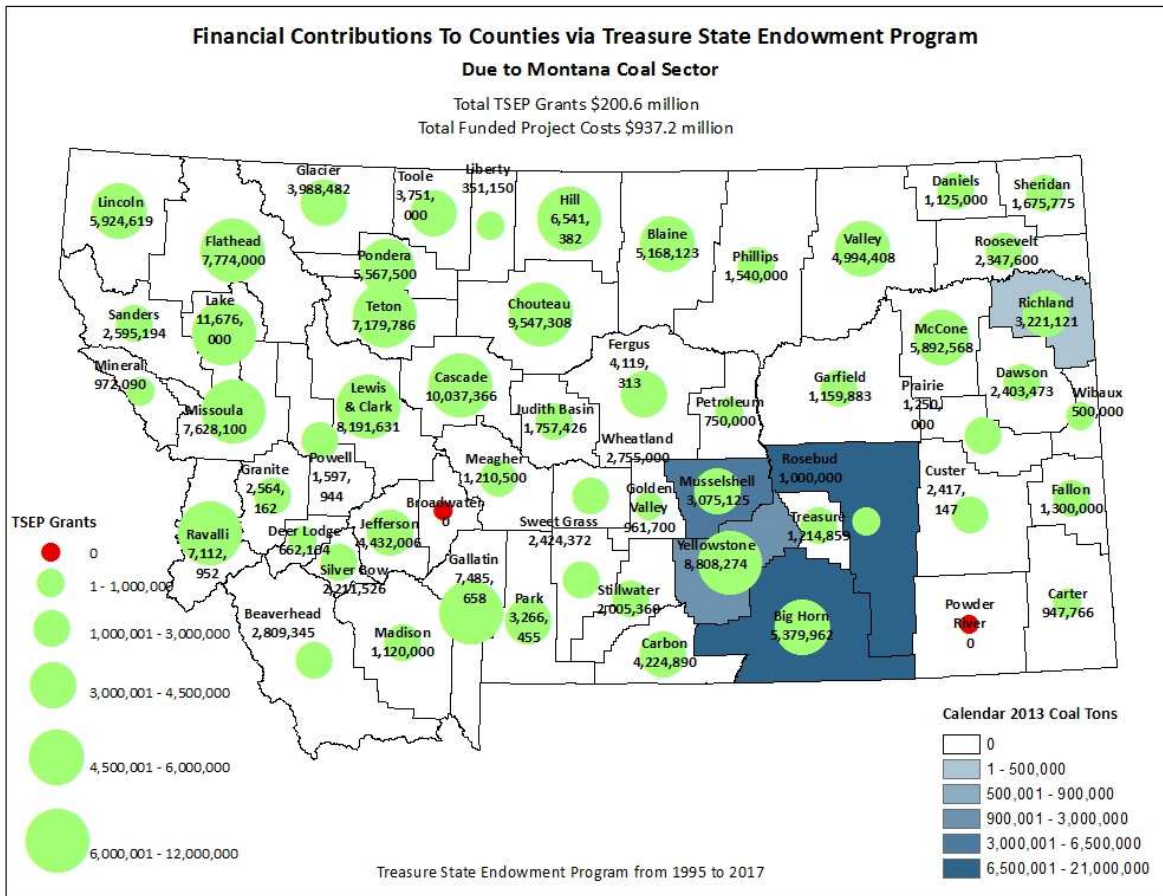 Financial Contributions To Counties via Treasure State Endowment Program
Due to Montana Coal Sector
Total TSEP Grants $200.6 million
Total Funded Project Costs $937.2 million
Lincoln
5,924,619
Flathead
7,774,000
Glacier
3,988,482
Toole
3,751,
000
Liberty
351,150
Hill
6,541,
382
Blaine
5,168,123
Phillips
1,540,000
Valley
4,994,408
Daniels
1,125,000
Sheridan
1,675,775
Roosevelt
2,347,600
Pondera
5,567,500
Teton
7,179,786
Chouteau
9,547,308
Richland
3,221,121
Sanders
2,595,194
Lake
11,676,
000
McCone
5,892,568
Mineral
972,090
Missoula
7,628,100
Lewis
& Clark
8,191,631
Cascade
10,037,366
Fergus
4,119,
313
Judith Basin
1,757,426
Petroleum
750,000
Garfield
1,159,883
Prairie
1,250,
000
Dawson
2,403,473
Wibaux
500,000
Powell
1,597,
944
Granite
2,564,
162
Meagher
1,210,500
Wheatland
2,755,000
Golden
Valley
961,700
Musselshell
3,075,125
Rosebud
1,000,000
Treasure
1,214,859
Custer
2,417,
147
Fallon
1,300,000
Ravalli
7,112,
952
Deer Lodge
662,184
Silver Bow
2,211,526
Jefferson
4,432,006
Broadwater
0
Gallatin
7,485,
658
Park
3,266,
455
Sweet Grass
2,424,372
Stillwater
2,005,360
Yellowstone
8,808,274
Big Horn
5,379,962
Powder
River
0
Carter
947,766
Beaverhead
2,809,345
Madison
1,120,000
Carbon
4,224,890
TSEP Grants
0
1 - 1,000,000
1,000,001 - 3,000,000
3,000,001 - 4,500,000
4,500,001 - 6,000,000
6,000,001 - 12,000,000
Calendar 2013 Coal Tons
0
1 - 500,000
500,001 - 900,000
900,001 - 3,000,000
3,000,001 - 6,500,000
6,500,001 - 21,000,000
Treasure State Endowment Program from 1995 to 2017